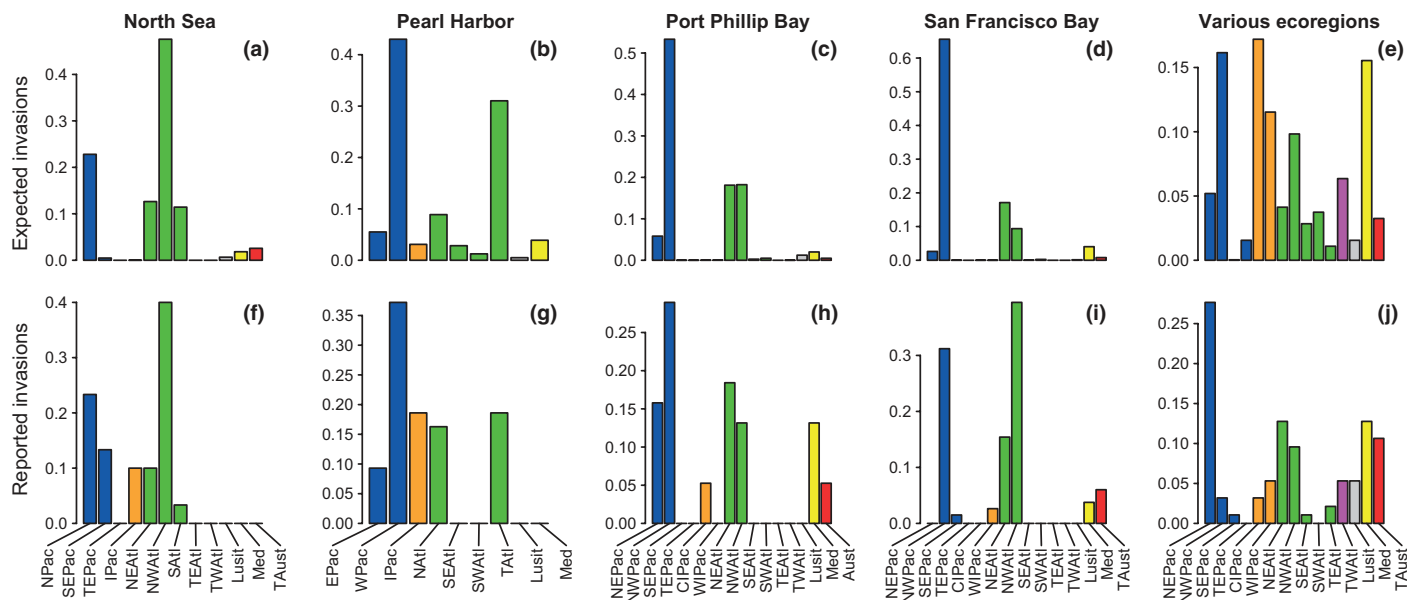 North Sea
Pearl Harbor
Port Phillip Bay
San Francisco Bay
Various ecoregions
Expected invasions
(a)
0.4
0.3
0.2
0.1
0.0
(b)
0.4
0.3
0.2
0.1
0.0
(c)
0.5
0.4
0.3
0.2
0.1
0.0
(d)
0.6
0.5
0.4
0.3
0.2
0.1
0.0
(e)
0.15
0.10
0.05
0.00
Reported invasions
(f)
0.4
0.3
0.2
0.1
0.0
(g)
0.35
0.30
0.25
0.20
0.15
0.10
0.05
0.00
(h)
0.25
0.20
0.15
0.10
0.05
0.00
(i)
0.3
0.2
0.1
0.0
(j)
0.25
0.20
0.15
0.10
0.05
0.00
NPac
SEPac
TEPac
IPac
NEAtl
NWAtl
SAtl
TEAtl
TWAtl
Lusit
Med
TAust
EPac
WPac
IPac
NAtl
SEAtl
SWAtl
TAtl
Lusit
Med
NEPac
NWPac
SEPac
TEPac
CIPac
WIPac
NEAtl
NWAtl
SEAtl
SWAtl
TEAtl
TWAtl
Lusit
Med
Aust
NEPac
NWPac
SEPac
TEPac
CIPac
WIPac
NEAtl
NWAtl
SEAtl
SWAtl
TEAtl
TWAtl
Lusit
Med
TAust
NEPac
NWPac
SEPac
TEPac
CIPac
WIPac
NEAtl
NWAtl
SEAtl
SWAtl
TEAtl
TWAtl
Lusit
Med
TAust